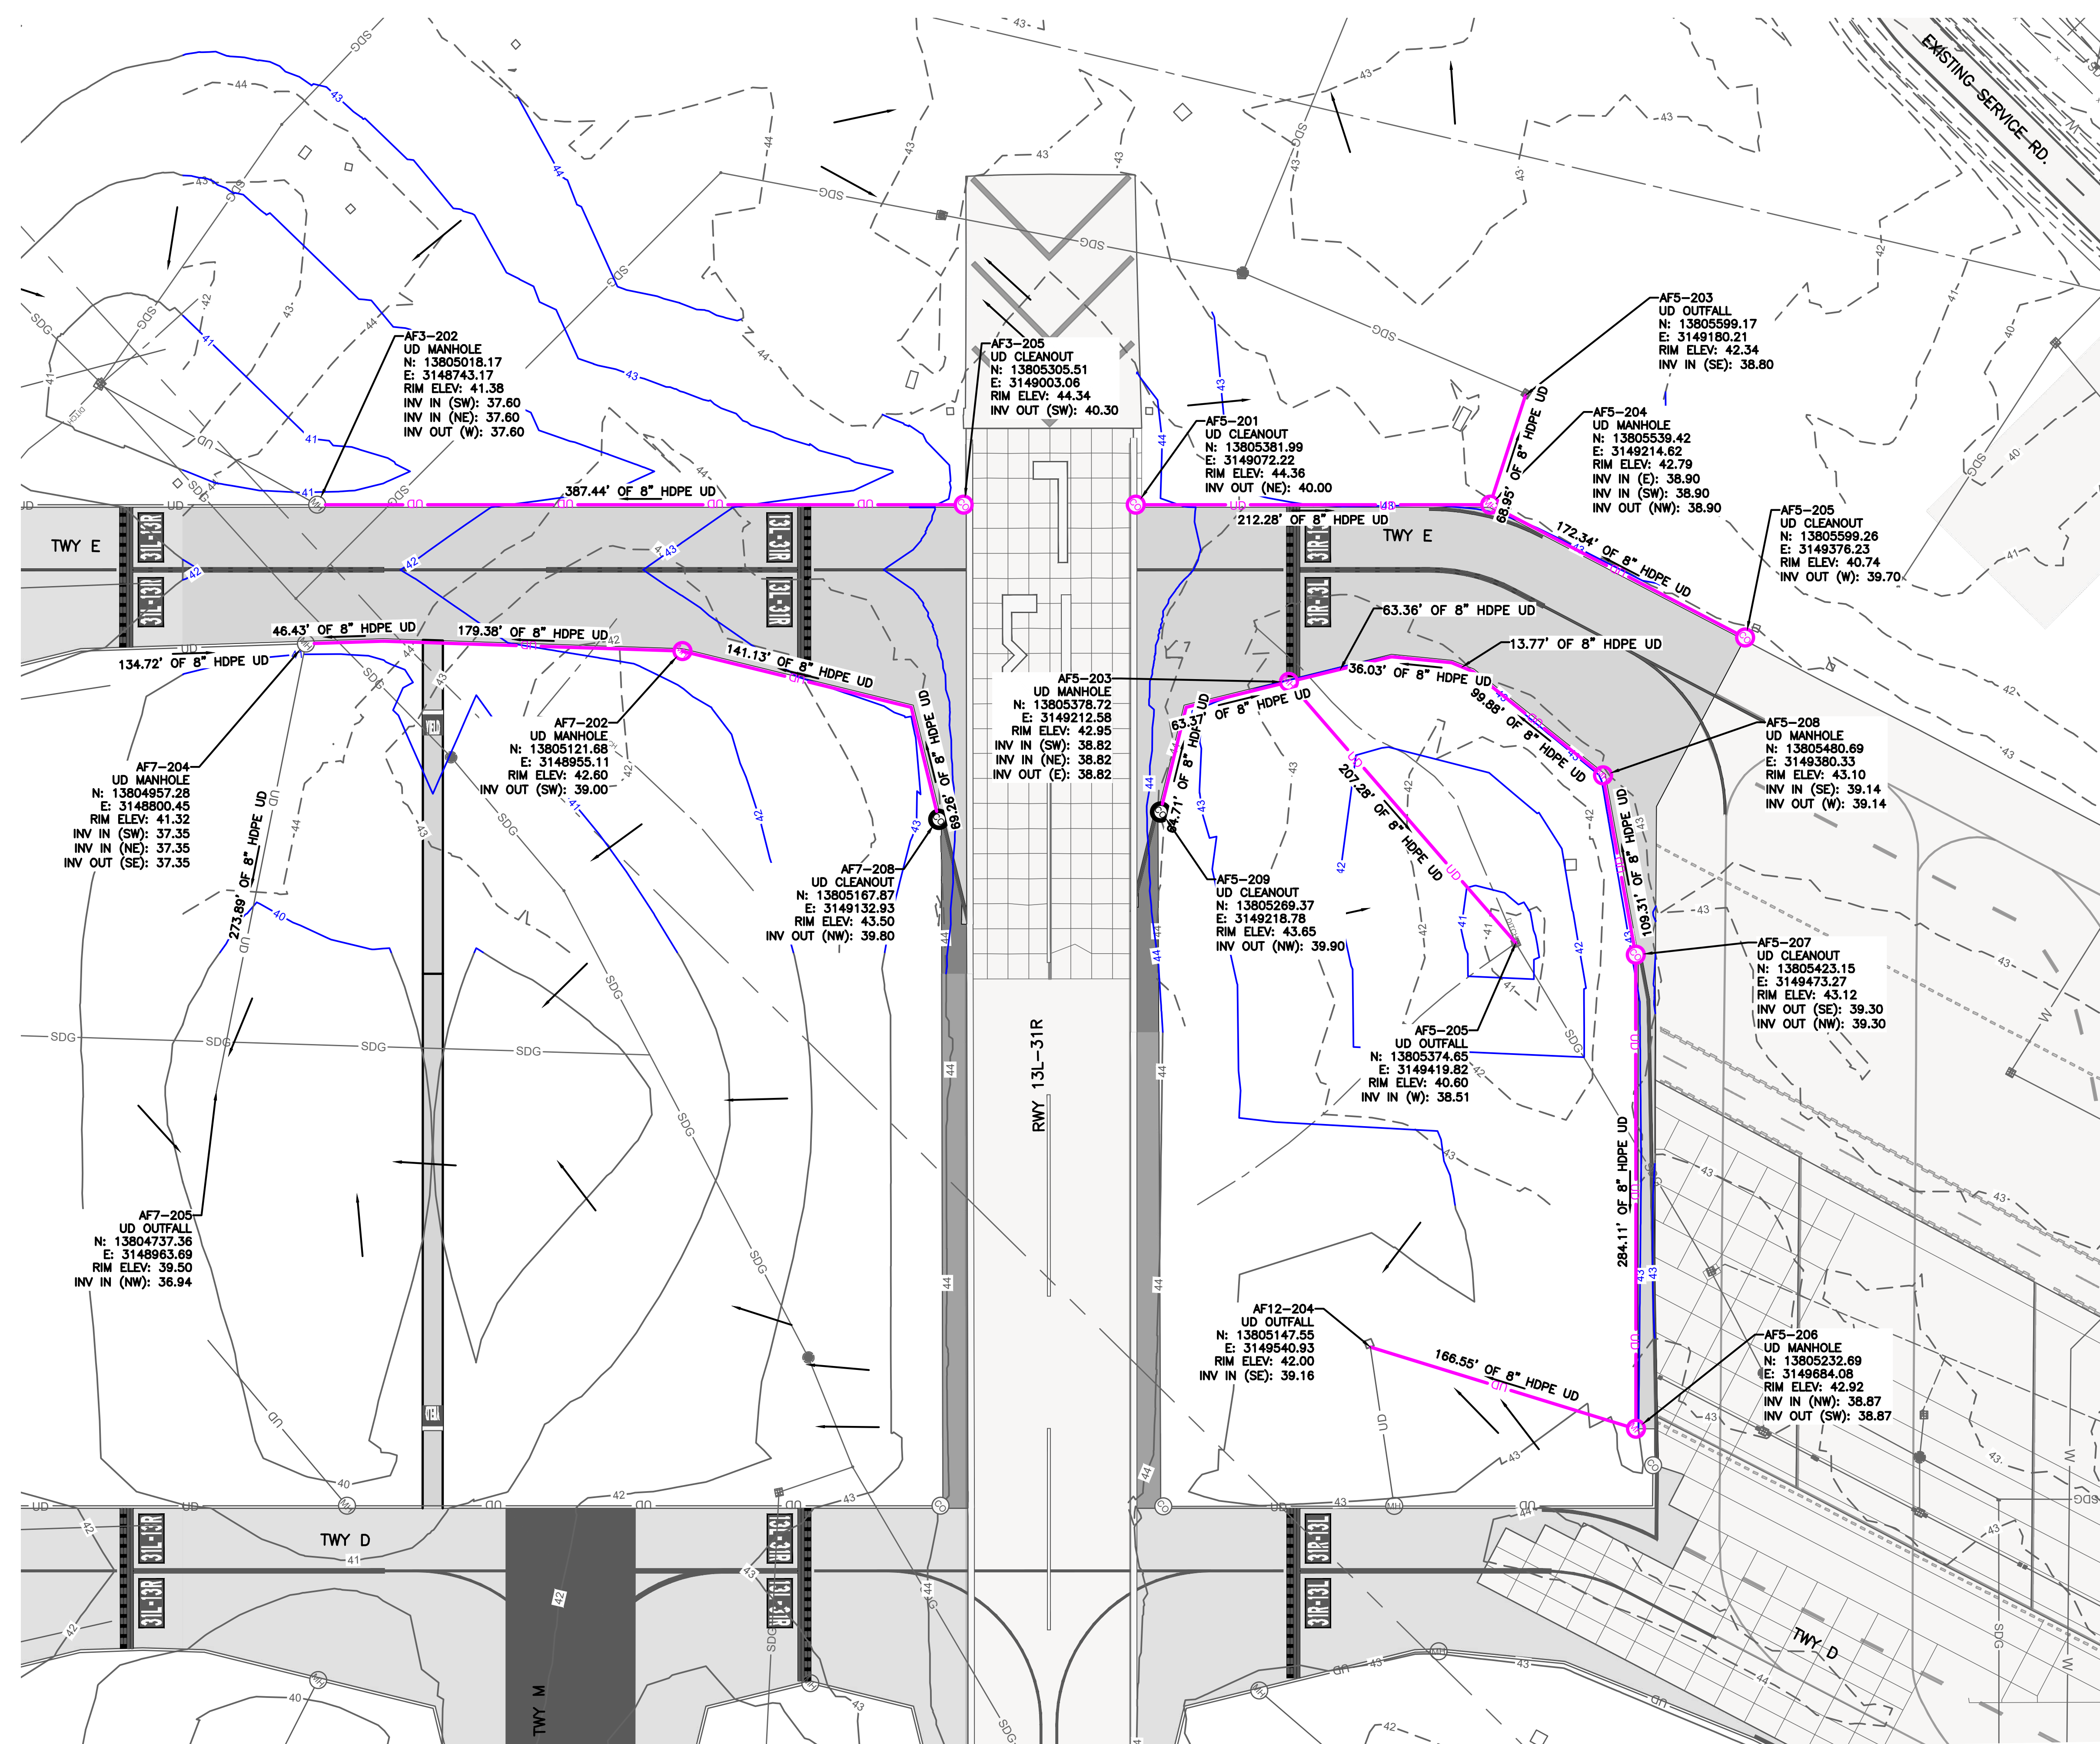 EXISTING SERVICE RD.
AF5-203
UD OUTFALL
N: 13805599.17
E: 3149180.21
RIM ELEV: 42.34
INV IN (SE): 38.80
AF3-202
UD MANHOLE
N: 13805018.17
E: 3148743.17
RIM ELEV: 41.38
INV IN (SW): 37.60
INV IN (NE): 37.60
INV OUT (W): 37.60
AF3-205
UD CLEANOUT
N: 13805305.51
E: 3149003.06
RIM ELEV: 44.34
INV OUT (SW): 40.30
AF5-201
UD CLEANOUT
N: 13805381.99
E: 3149072.22
RIM ELEV: 44.36
INV OUT (NE): 40.00
AF5-204
UD MANHOLE
N: 13805539.42
E: 3149214.62
RIM ELEV: 42.79
INV IN (E): 38.90
INV IN (SW): 38.90
INV OUT (NW): 38.90
AF5-205
UD CLEANOUT
N: 13805599.26
E: 3149376.23
RIM ELEV: 40.74
INV OUT (W): 39.70
387.44' OF 8" HDPE UD
212.28' OF 8" HDPE UD
68.95' OF 8" HDPE UD
172.34' OF 8" HDPE UD
TWY E
31L-13R
13L-31R
TWY E
31L-13R
31R-13L
63.36' OF 8" HDPE UD
13.77' OF 8" HDPE UD
46.43' OF 8" HDPE UD
179.38' OF 8" HDPE UD
134.72' OF 8" HDPE UD
141.13' OF 8" HDPE UD
36.03' OF 8" HDPE UD
99.88' OF 8" HDPE UD
63.37' OF 8" HDPE UD
69.26' OF 8" HDPE UD
64.71' OF 8" HDPE UD
207.28' OF 8" HDPE UD
109.31' OF 8" HDPE UD
273.89' OF 8" HDPE UD
AF5-203
UD MANHOLE
N: 13805378.72
E: 3149212.58
RIM ELEV: 42.95
INV IN (SW): 38.82
INV IN (NE): 38.82
INV OUT (E): 38.82
AF7-202
UD MANHOLE
N: 13805121.68
E: 3148955.11
RIM ELEV: 42.60
INV OUT (SW): 39.00
AF5-208
UD MANHOLE
N: 13805480.69
E: 3149380.33
RIM ELEV: 43.10
INV IN (SE): 39.14
INV OUT (W): 39.14
AF7-204
UD MANHOLE
N: 13804957.28
E: 3148800.45
RIM ELEV: 41.32
INV IN (SW): 37.35
INV IN (NE): 37.35
INV OUT (SE): 37.35
AF7-208
UD CLEANOUT
N: 13805167.87
E: 3149132.93
RIM ELEV: 43.50
INV OUT (NW): 39.80
AF5-209
UD CLEANOUT
N: 13805269.37
E: 3149218.78
RIM ELEV: 43.65
INV OUT (NW): 39.90
AF5-207
UD CLEANOUT
N: 13805423.15
E: 3149473.27
RIM ELEV: 43.12
INV OUT (SE): 39.30
INV OUT (NW): 39.30
AF5-205
UD OUTFALL
N: 13805374.65
E: 3149419.82
RIM ELEV: 40.60
INV IN (W): 38.51
RWY 13L-31R
284.11' OF 8" HDPE UD
AF7-205
UD OUTFALL
N: 13804737.36
E: 3148963.69
RIM ELEV: 39.50
INV IN (NW): 36.94
AF12-204
UD OUTFALL
N: 13805147.55
E: 3149540.93
RIM ELEV: 42.00
INV IN (SE): 39.16
166.55' OF 8" HDPE UD
AF5-206
UD MANHOLE
N: 13805232.69
E: 3149684.08
RIM ELEV: 42.92
INV IN (NW): 38.87
INV OUT (SW): 38.87
TWY D
31L-13R
31R-13L
31L-13R
31R-13L
TWY M
TWY D